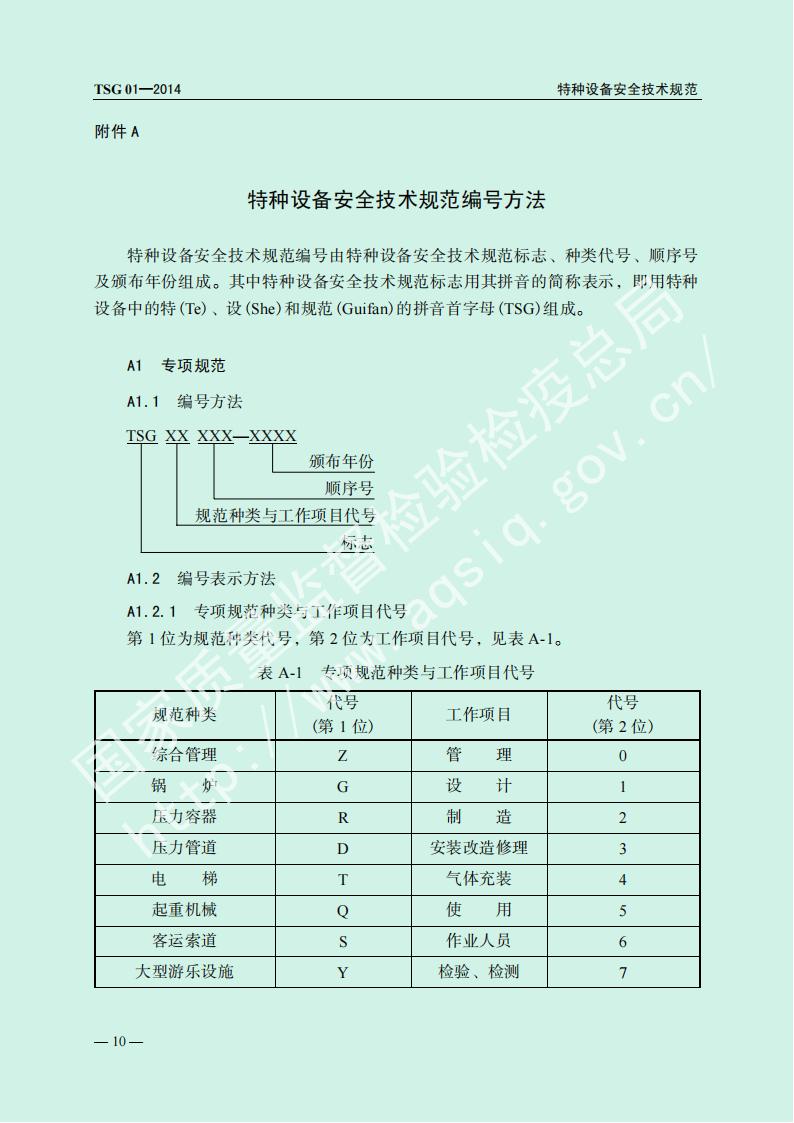 TSG 01—2014 特种设备安全技术规范
附件 A
特种设备安全技术规范编号方法
特种设备安全技术规范编号由特种设备安全技术规范标志、种类代号、顺序号
及颁布年份组成。其中特种设备安全技术规范标志用其拼音的简称表示，即用特种
设备中的特(Te)、设(She)和规范(Guifan)的拼音首字母(TSG)组成。
A1 专项规范
A1.1 编号方法
TSG XX XXX—XXXX
颁布年份
顺序号
规范种类与工作项目代号
标志
A1.2 编号表示方法
A1.2.1 专项规范种类与工作项目代号
第 1 位为规范种类代号，第 2 位为工作项目代号，见表 A-1。
表 A-1 专项规范种类与工作项目代号
规范种类 代号 (第 1 位) 工作项目 代号 (第 2 位)
综合管理 Z 管 理 0
锅 炉 G 设 计 1
压力容器 R 制 造 2
压力管道 D 安装改造修理 3
电 梯 T 气体充装 4
起重机械 Q 使 用 5
客运索道 S 作业人员 6
大型游乐设施 Y 检验、检测 7
— 10 —
国家质量监督检验检疫总局
http://www.aqsiq.gov.cn/